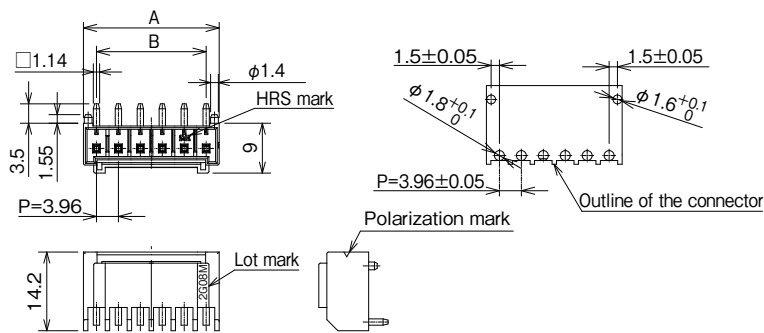 A
B
□1.14
φ1.4
HRS mark
3.5
1.55
9
P=3.96
1.5±0.05
1.5±0.05
φ1.8+0.1 0
φ1.6+0.1 0
P=3.96±0.05
Outline of the connector
Polarization mark
14.2
2G08M
Lot mark